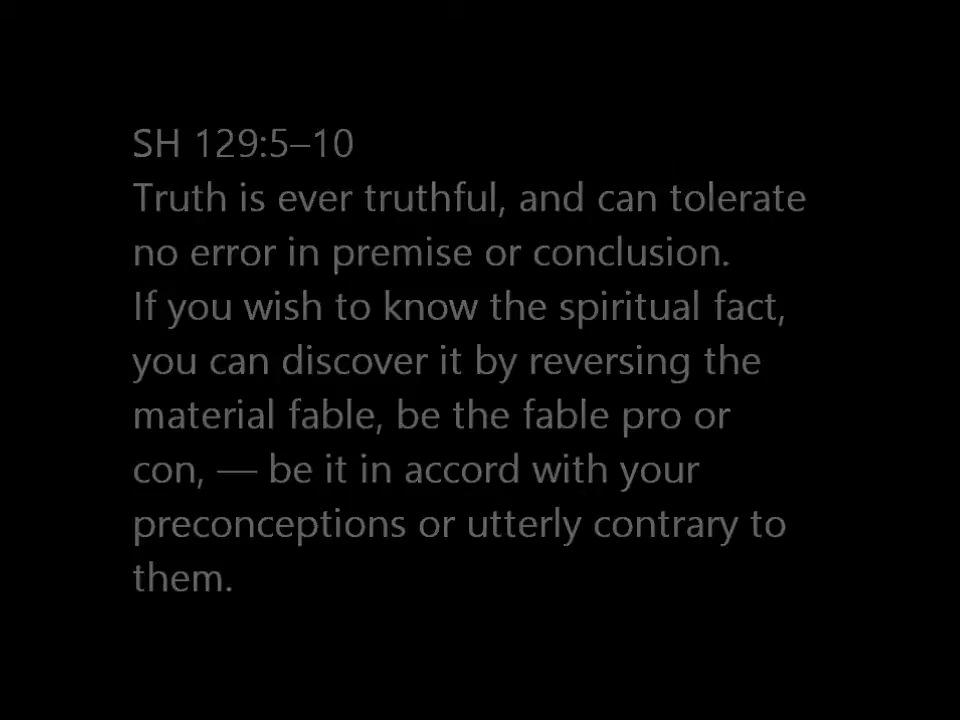 SH 129:5–10
Truth is ever truthful, and can tolerate
no error in premise or conclusion.
If you wish to know the spiritual fact,
you can discover it by reversing the
material fable, be the fable pro or
con, — be it in accord with your
preconceptions or utterly contrary to
them.